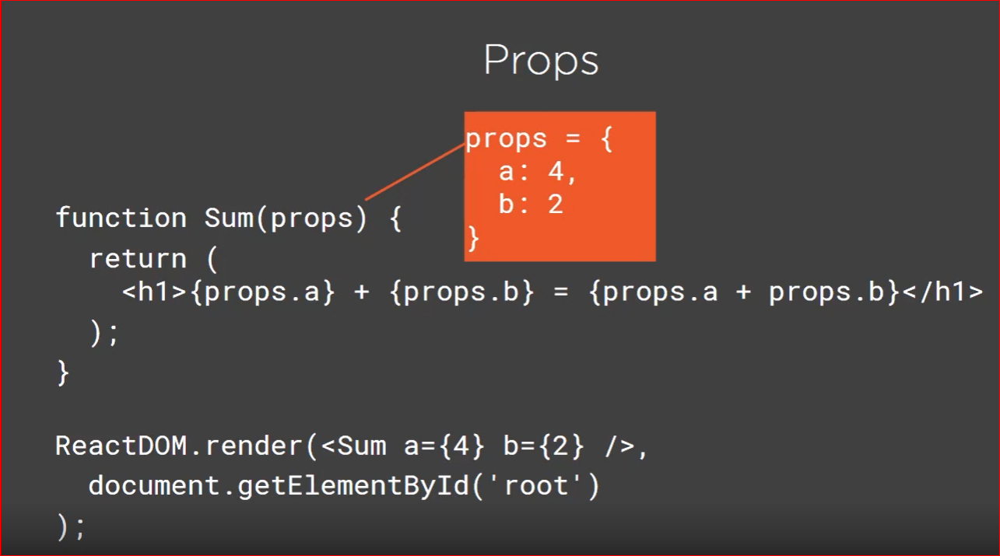 Props
props = {
  a: 4,
  b: 2
}
function Sum(props) {
  return (
    <h1>{props.a} + {props.b} = {props.a + props.b}</h1>
  );
}
ReactDOM.render(<Sum a={4} b={2} />,
  document.getElementById('root')
);